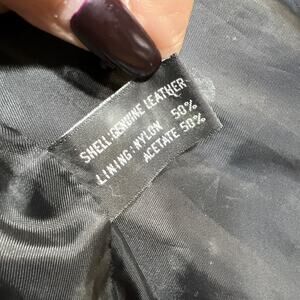 SHELL:GENUINE LEATHER
LINING:NYLON 50%
ACETATE 50%